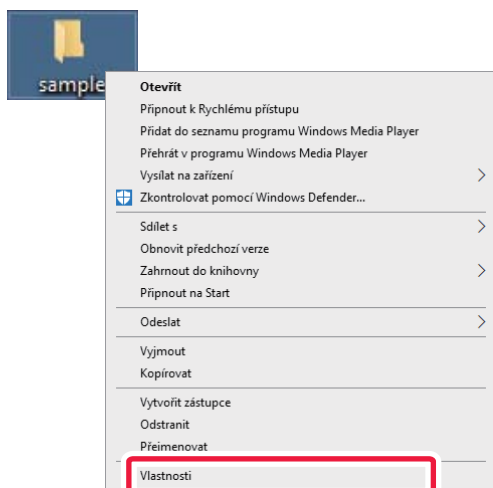 sample
Otevřít
Připnout k Rychlému přístupu
Přidat do seznamu programu Windows Media Player
Přehrát v programu Windows Media Player
Vysílat na zařízení
Zkontrolovat pomocí Windows Defender...
Sdílet s
Obnovit předchozí verze
Zahrnout do knihovny
Připnout na Start
Odeslat
Vyjmout
Kopírovat
Vytvořit zástupce
Odstranit
Přejmenovat
Vlastnosti